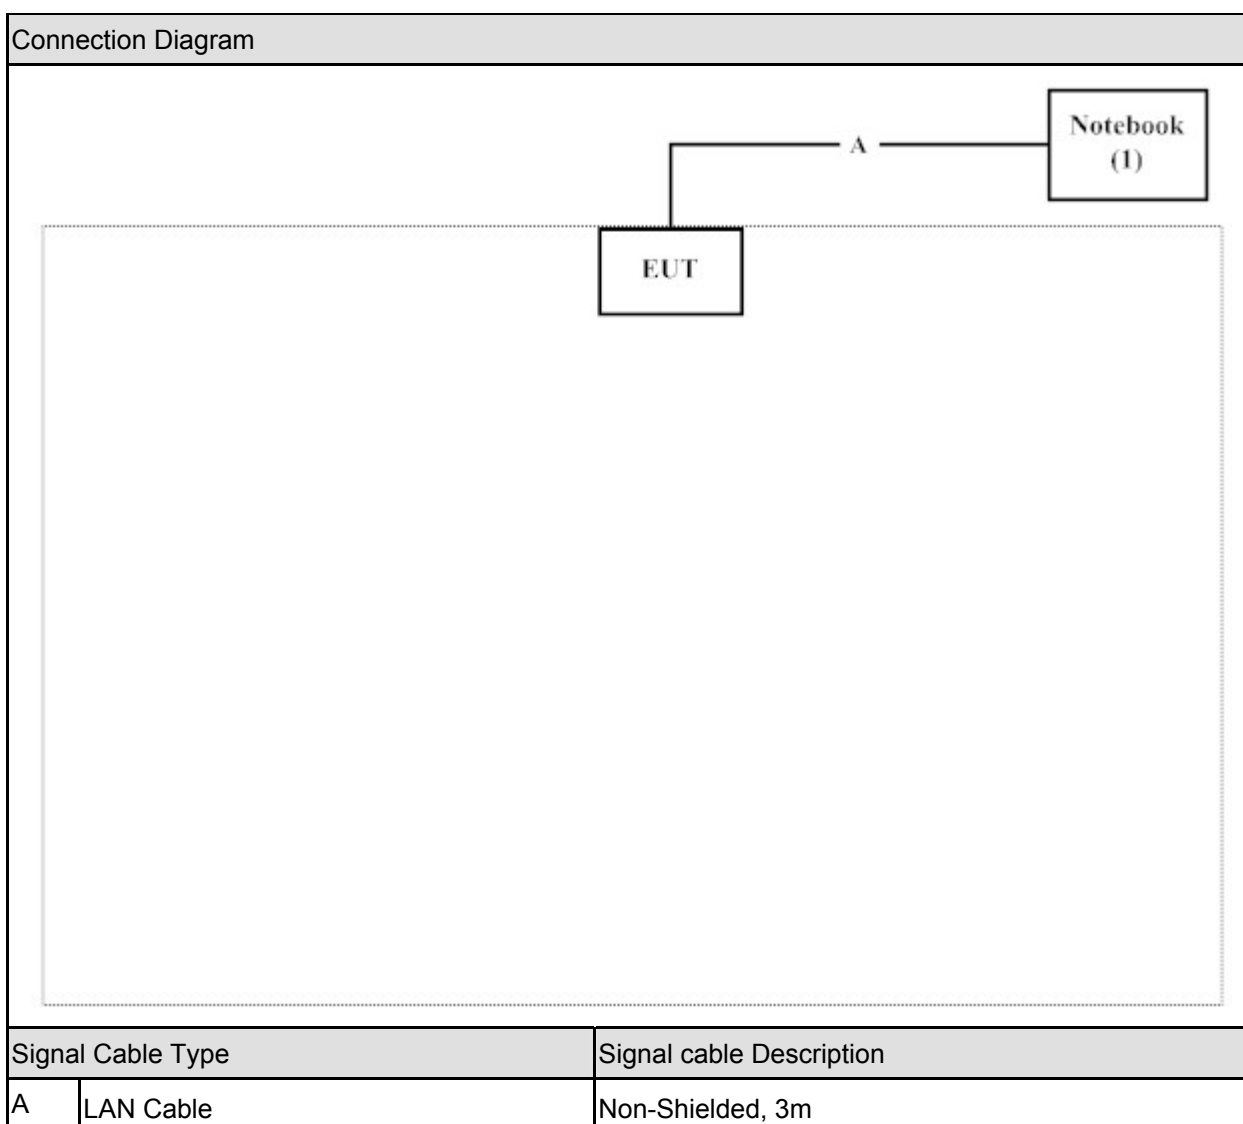 Connection Diagram
Notebook
(1)
A
EUT
Signal Cable Type Signal cable Description
A LAN Cable Non-Shielded, 3m